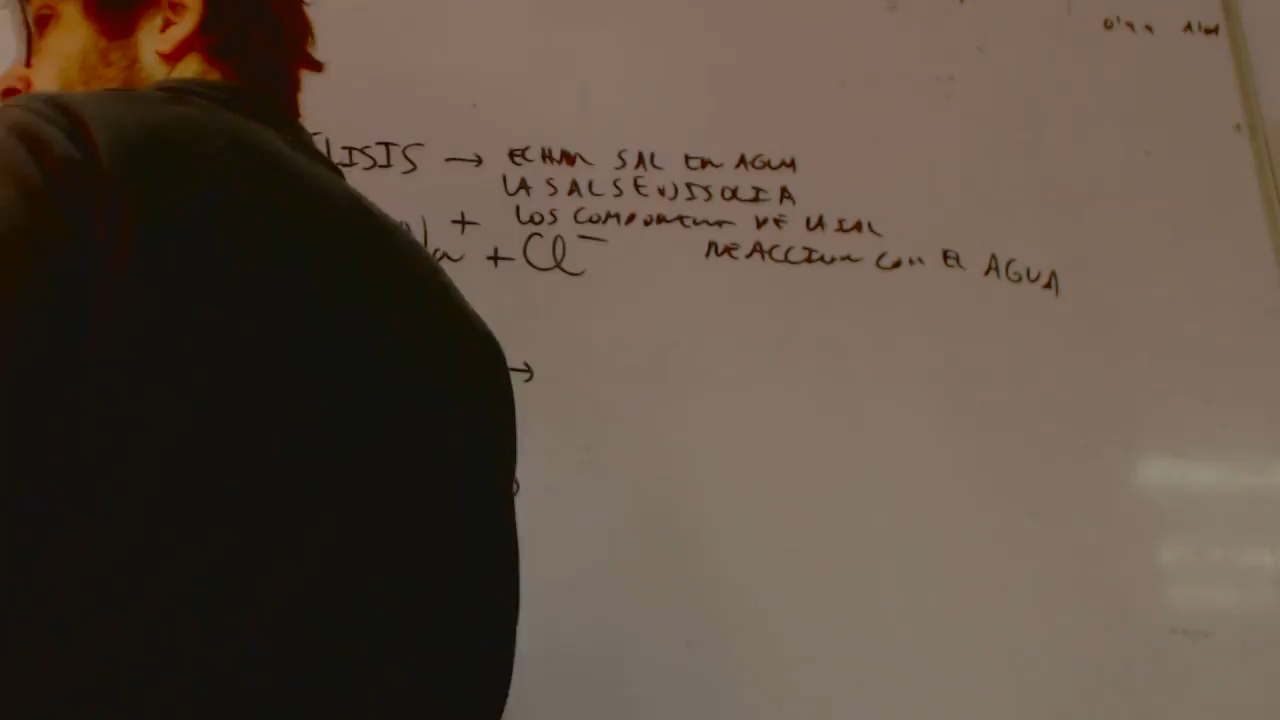 LISIS → ECHAR SAL EN AGUA
LA SAL SE DISOCIA
+ LOS COMPONENTES DE LA SAL
a + Cl⁻ REACCIONAN CON EL AGUA
→